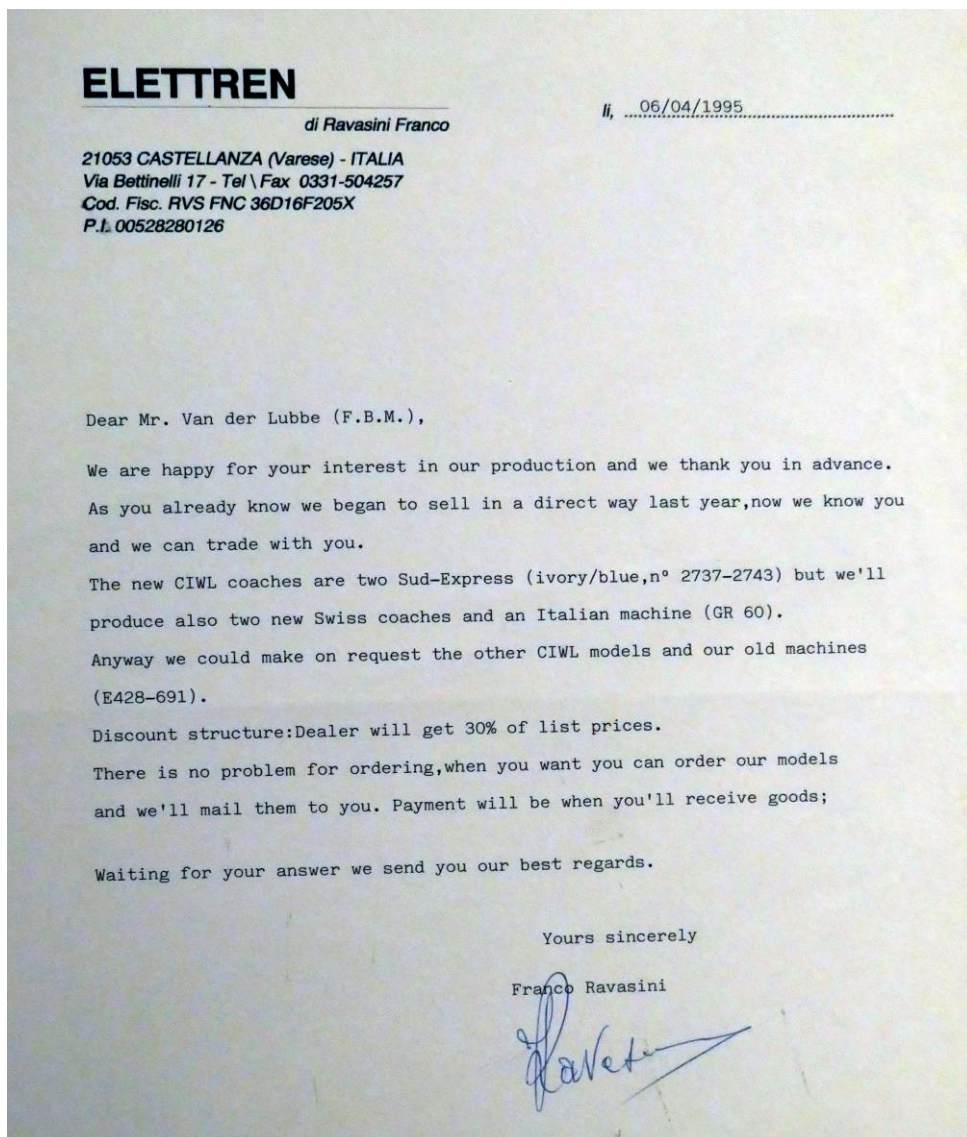 ELETTREN
di Ravasini Franco
li, 06/04/1995
21053 CASTELLANZA (Varese) - ITALIA
Via Bettinelli 17 - Tel \ Fax 0331-504257
Cod. Fisc. RVS FNC 36D16F205X
P.I. 00528280126
Dear Mr. Van der Lubbe (F.B.M.),
We are happy for your interest in our production and we thank you in advance.
As you already know we began to sell in a direct way last year,now we know you
and we can trade with you.
The new CIWL coaches are two Sud-Express (ivory/blue,nº 2737-2743) but we'll
produce also two new Swiss coaches and an Italian machine (GR 60).
Anyway we could make on request the other CIWL models and our old machines
(E428-691).
Discount structure:Dealer will get 30% of list prices.
There is no problem for ordering,when you want you can order our models
and we'll mail them to you. Payment will be when you'll receive goods;
Waiting for your answer we send you our best regards.
Yours sincerely
Franco Ravasini